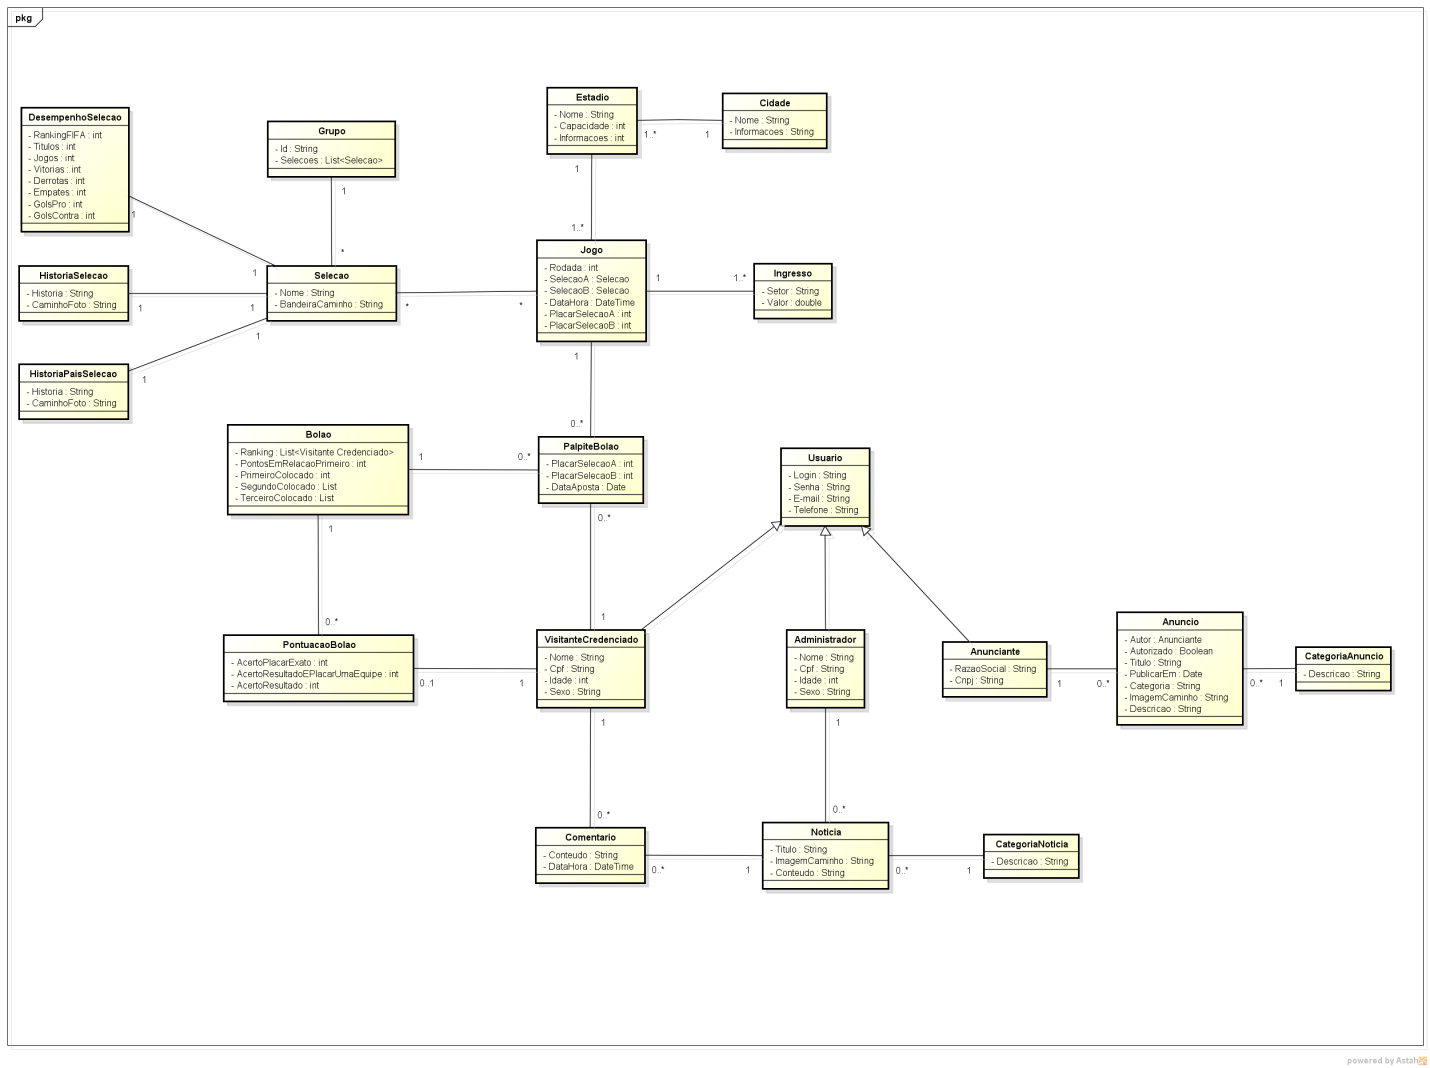 pkg
DesempenhoSelecao
- RankingFIFA : int
- Titulos : int
- Jogos : int
- Vitorias : int
- Derrotas : int
- Empates : int
- GolsPro : int
- GolsContra : int
1
1
Grupo
- Id : String
- Selecoes : List<Selecao>
1
*
Estadio
- Nome : String
- Capacidade : int
- Informacoes : int
1..*
1
Cidade
- Nome : String
- Informacoes : String
1
1..*
HistoriaSelecao
- Historia : String
- CaminhoFoto : String
1
1
Selecao
- Nome : String
- BandeiraCaminho : String
*
*
Jogo
- Rodada : int
- SelecaoA : Selecao
- SelecaoB : Selecao
- DataHora : DateTime
- PlacarSelecaoA : int
- PlacarSelecaoB : int
1
1..*
Ingresso
- Setor : String
- Valor : double
HistoriaPaisSelecao
- Historia : String
- CaminhoFoto : String
1
1
1
0..*
Bolao
- Ranking : List<Visitante Credenciado>
- PontosEmRelacaoPrimeiro : int
- PrimeiroColocado : int
- SegundoColocado : List
- TerceiroColocado : List
1
0..*
PalpiteBolao
- PlacarSelecaoA : int
- PlacarSelecaoB : int
- DataAposta : Date
Usuario
- Login : String
- Senha : String
- E-mail : String
- Telefone : String
1
0..*
0..*
1
PontuacaoBolao
- AcertoPlacarExato : int
- AcertoResultadoEPlacarUmaEquipe : int
- AcertoResultado : int
0..1
1
VisitanteCredenciado
- Nome : String
- Cpf : String
- Idade : int
- Sexo : String
Administrador
- Nome : String
- Cpf : String
- Idade : int
- Sexo : String
Anunciante
- RazaoSocial : String
- Cnpj : String
1
0..*
Anuncio
- Autor : Anunciante
- Autorizado : Boolean
- Titulo : String
- PublicarEm : Date
- Categoria : String
- ImagemCaminho : String
- Descricao : String
0..*
1
CategoriaAnuncio
- Descricao : String
1
0..*
1
0..*
Comentario
- Conteudo : String
- DataHora : DateTime
0..*
1
Noticia
- Titulo : String
- ImagemCaminho : String
- Conteudo : String
0..*
1
CategoriaNoticia
- Descricao : String
powered by Astah